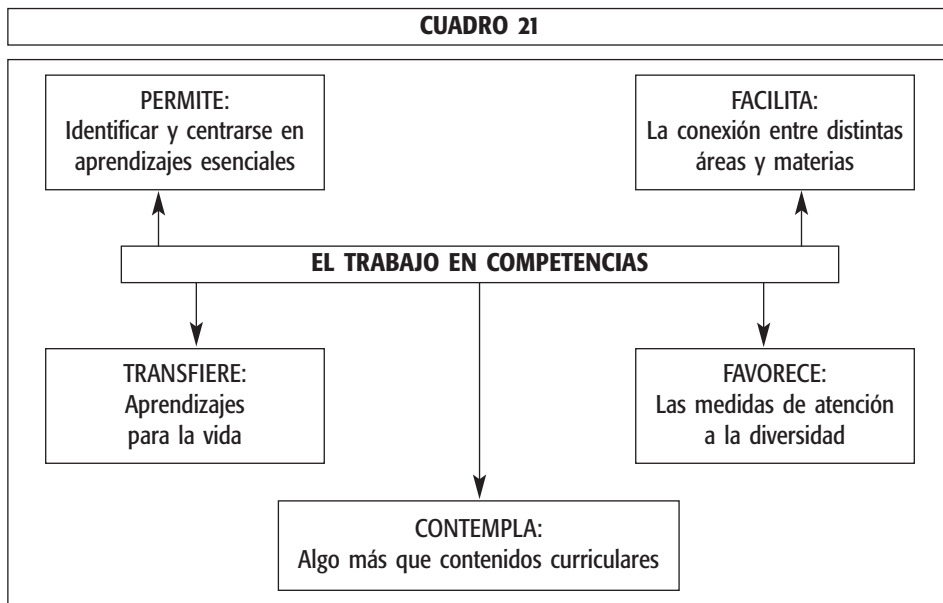 CUADRO 21
PERMITE:
Identificar y centrarse en
aprendizajes esenciales
FACILITA:
La conexión entre distintas
áreas y materias
EL TRABAJO EN COMPETENCIAS
TRANSFIERE:
Aprendizajes
para la vida
FAVORECE:
Las medidas de atención
a la diversidad
CONTEMPLA:
Algo más que contenidos curriculares